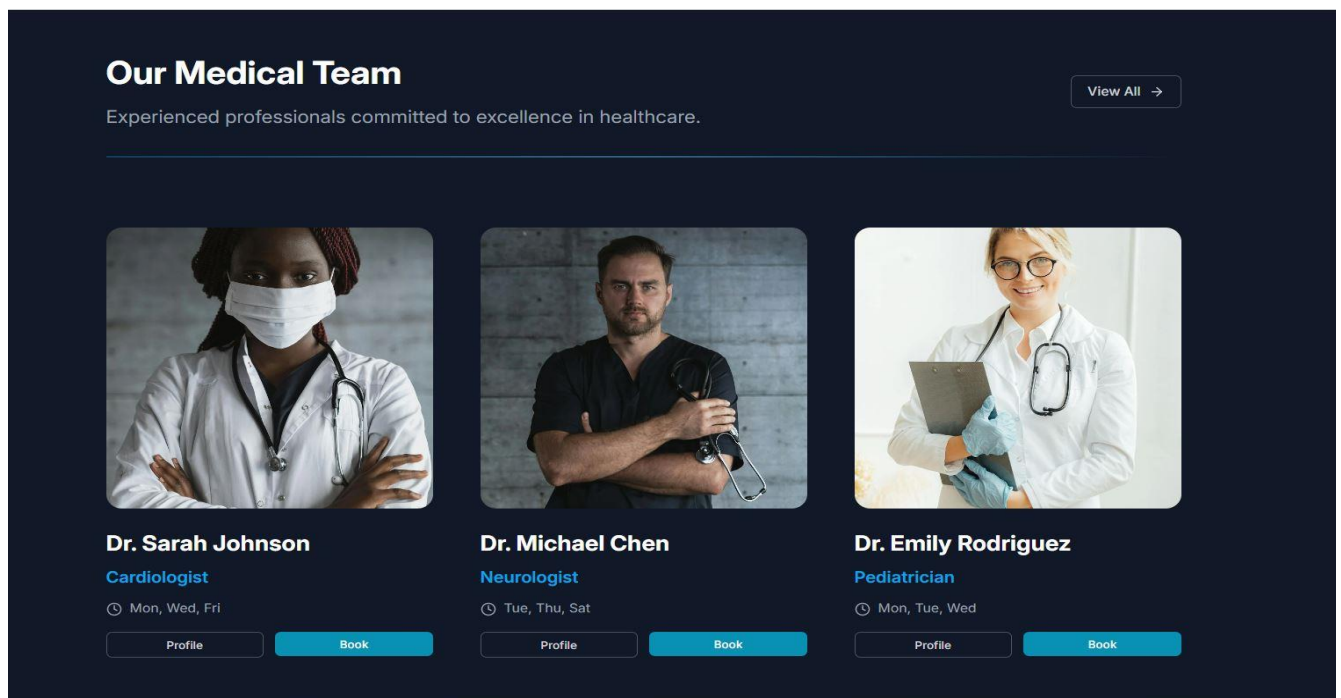 Our Medical Team
View All →
Experienced professionals committed to excellence in healthcare.
Dr. Sarah Johnson
Cardiologist
Mon, Wed, Fri
Profile
Book
Dr. Michael Chen
Neurologist
Tue, Thu, Sat
Profile
Book
Dr. Emily Rodriguez
Pediatrician
Mon, Tue, Wed
Profile
Book